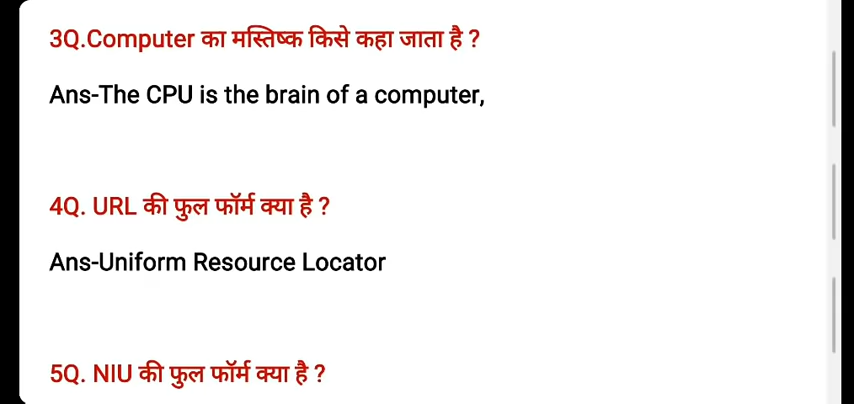 3Q.Computer का मस्तिष्क किसे कहा जाता है ?
Ans-The CPU is the brain of a computer,
4Q. URL की फुल फॉर्म क्या है ?
Ans-Uniform Resource Locator
5Q. NIU की फुल फॉर्म क्या है ?